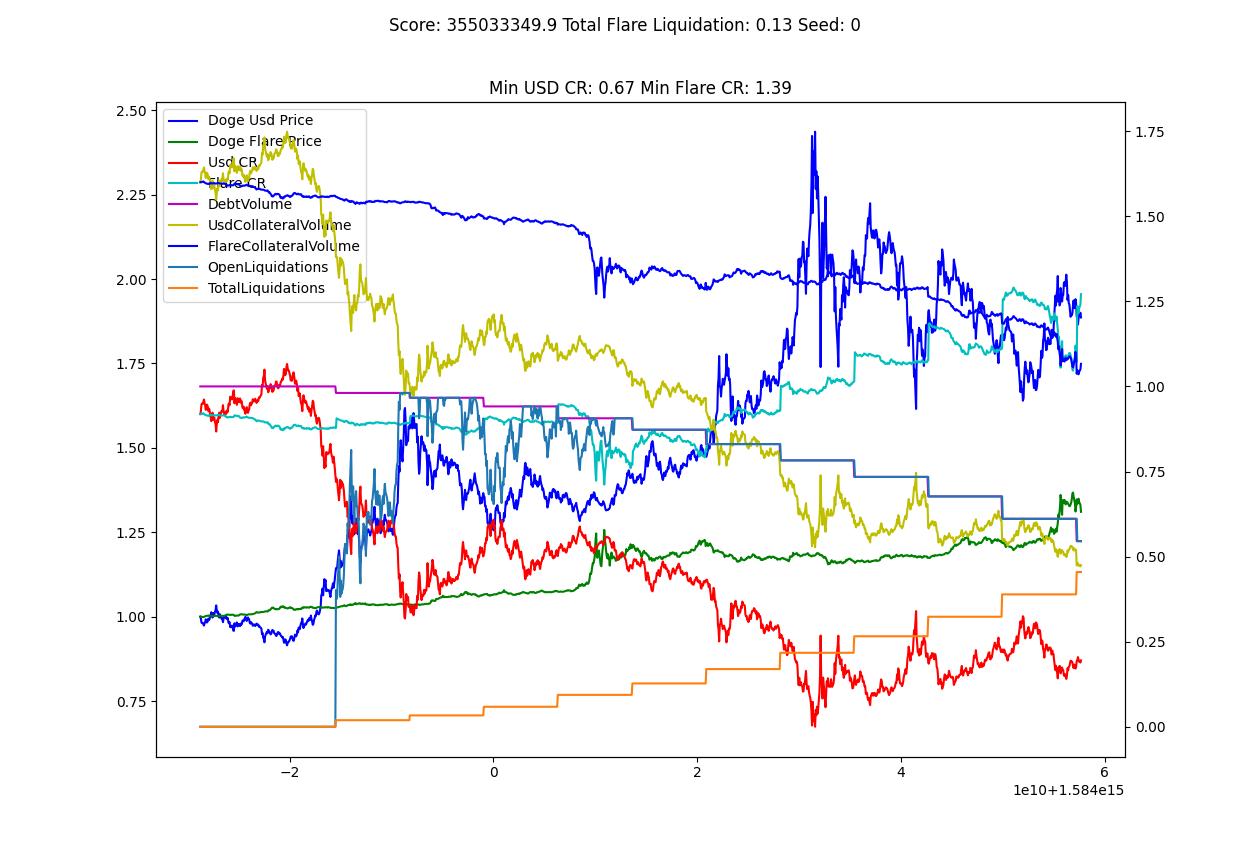 Score: 355033349.9 Total Flare Liquidation: 0.13 Seed: 0
Min USD CR: 0.67 Min Flare CR: 1.39
Doge Usd Price
Doge Flare Price
Usd CR
Flare CR
DebtVolume
UsdCollateralVolume
FlareCollateralVolume
OpenLiquidations
TotalLiquidations
2.50
2.25
2.00
1.75
1.50
1.25
1.00
0.75
1.75
1.50
1.25
1.00
0.75
0.50
0.25
0.00
−2 0 2 4 6
1e10+1.584e15